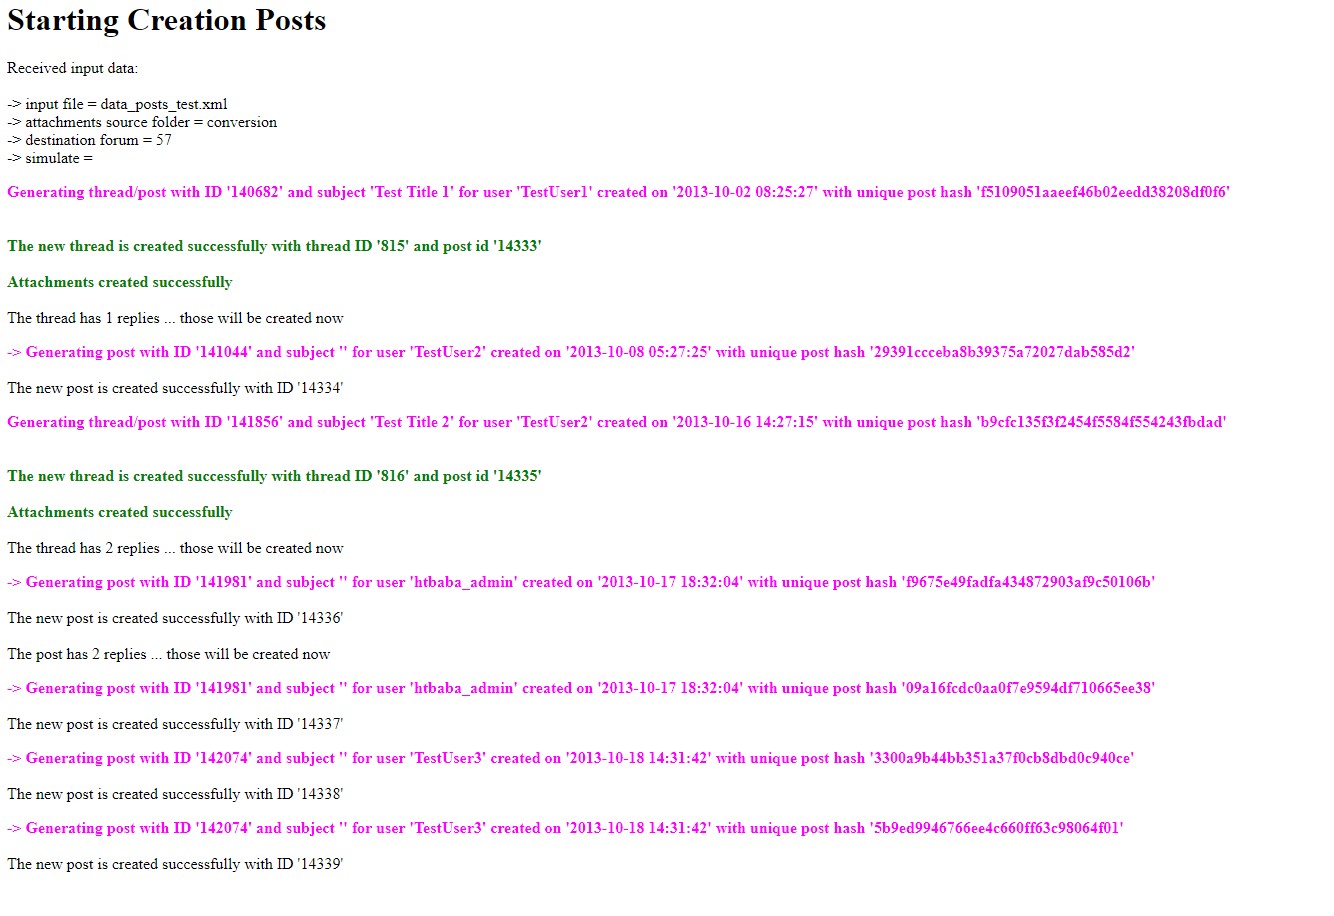 Starting Creation Posts
Received input data:
-> input file = data_posts_test.xml
-> attachments source folder = conversion
-> destination forum = 57
-> simulate =
Generating thread/post with ID '140682' and subject 'Test Title 1' for user 'TestUser1' created on '2013-10-02 08:25:27' with unique post hash 'f5109051aaeef46b02eedd38208df0f6'
The new thread is created successfully with thread ID '815' and post id '14333'
Attachments created successfully
The thread has 1 replies ... those will be created now
-> Generating post with ID '141044' and subject '' for user 'TestUser2' created on '2013-10-08 05:27:25' with unique post hash '29391ccceba8b39375a72027dab585d2'
The new post is created successfully with ID '14334'
Generating thread/post with ID '141856' and subject 'Test Title 2' for user 'TestUser2' created on '2013-10-16 14:27:15' with unique post hash 'b9cfc135f3f2454f5584f554243fbdad'
The new thread is created successfully with thread ID '816' and post id '14335'
Attachments created successfully
The thread has 2 replies ... those will be created now
-> Generating post with ID '141981' and subject '' for user 'htbaba_admin' created on '2013-10-17 18:32:04' with unique post hash 'f9675e49fadfa434872903af9c50106b'
The new post is created successfully with ID '14336'
The post has 2 replies ... those will be created now
-> Generating post with ID '141981' and subject '' for user 'htbaba_admin' created on '2013-10-17 18:32:04' with unique post hash '09a16fcdc0aa0f7e9594df710665ee38'
The new post is created successfully with ID '14337'
-> Generating post with ID '142074' and subject '' for user 'TestUser3' created on '2013-10-18 14:31:42' with unique post hash '3300a9b44bb351a37f0cb8dbd0c940ce'
The new post is created successfully with ID '14338'
-> Generating post with ID '142074' and subject '' for user 'TestUser3' created on '2013-10-18 14:31:42' with unique post hash '5b9ed9946766ee4c660ff63c98064f01'
The new post is created successfully with ID '14339'